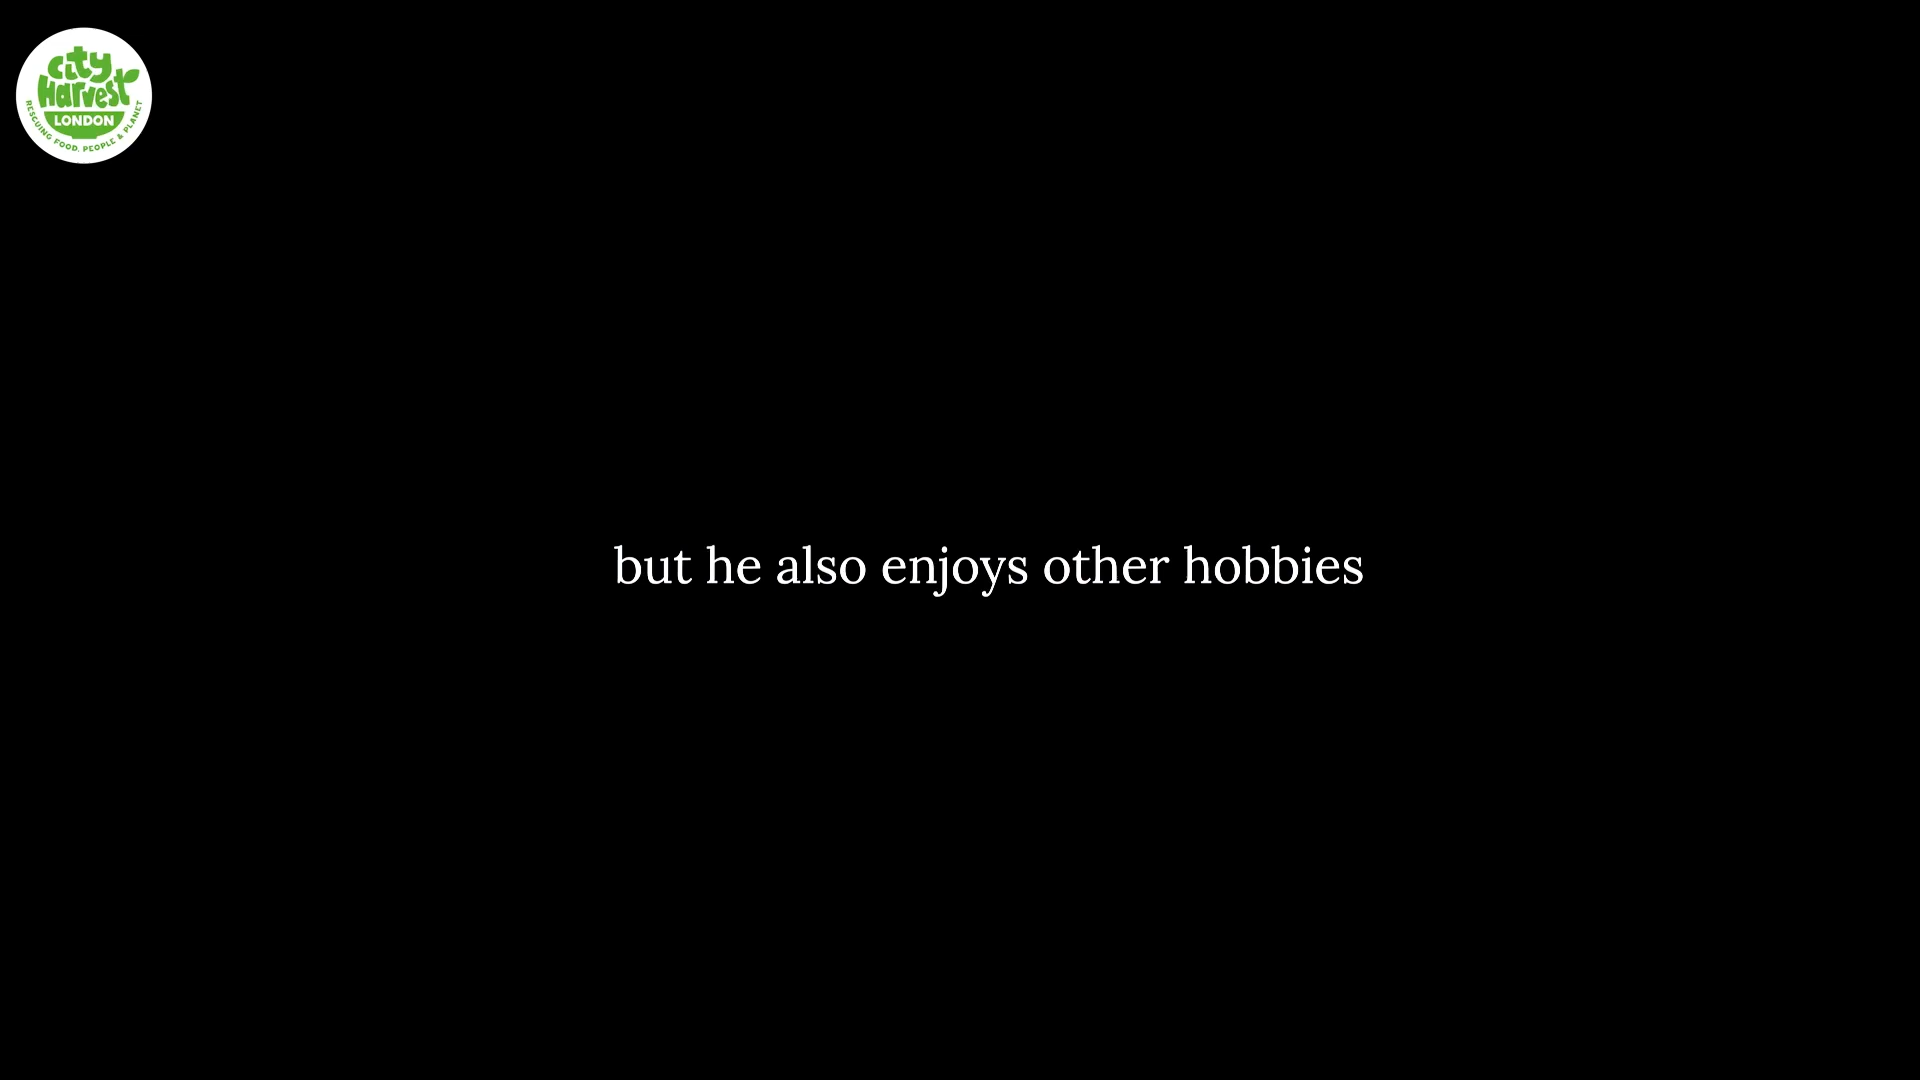 city
Harvest
LONDON
RESCUING FOOD, PEOPLE & PLANET
but he also enjoys other hobbies